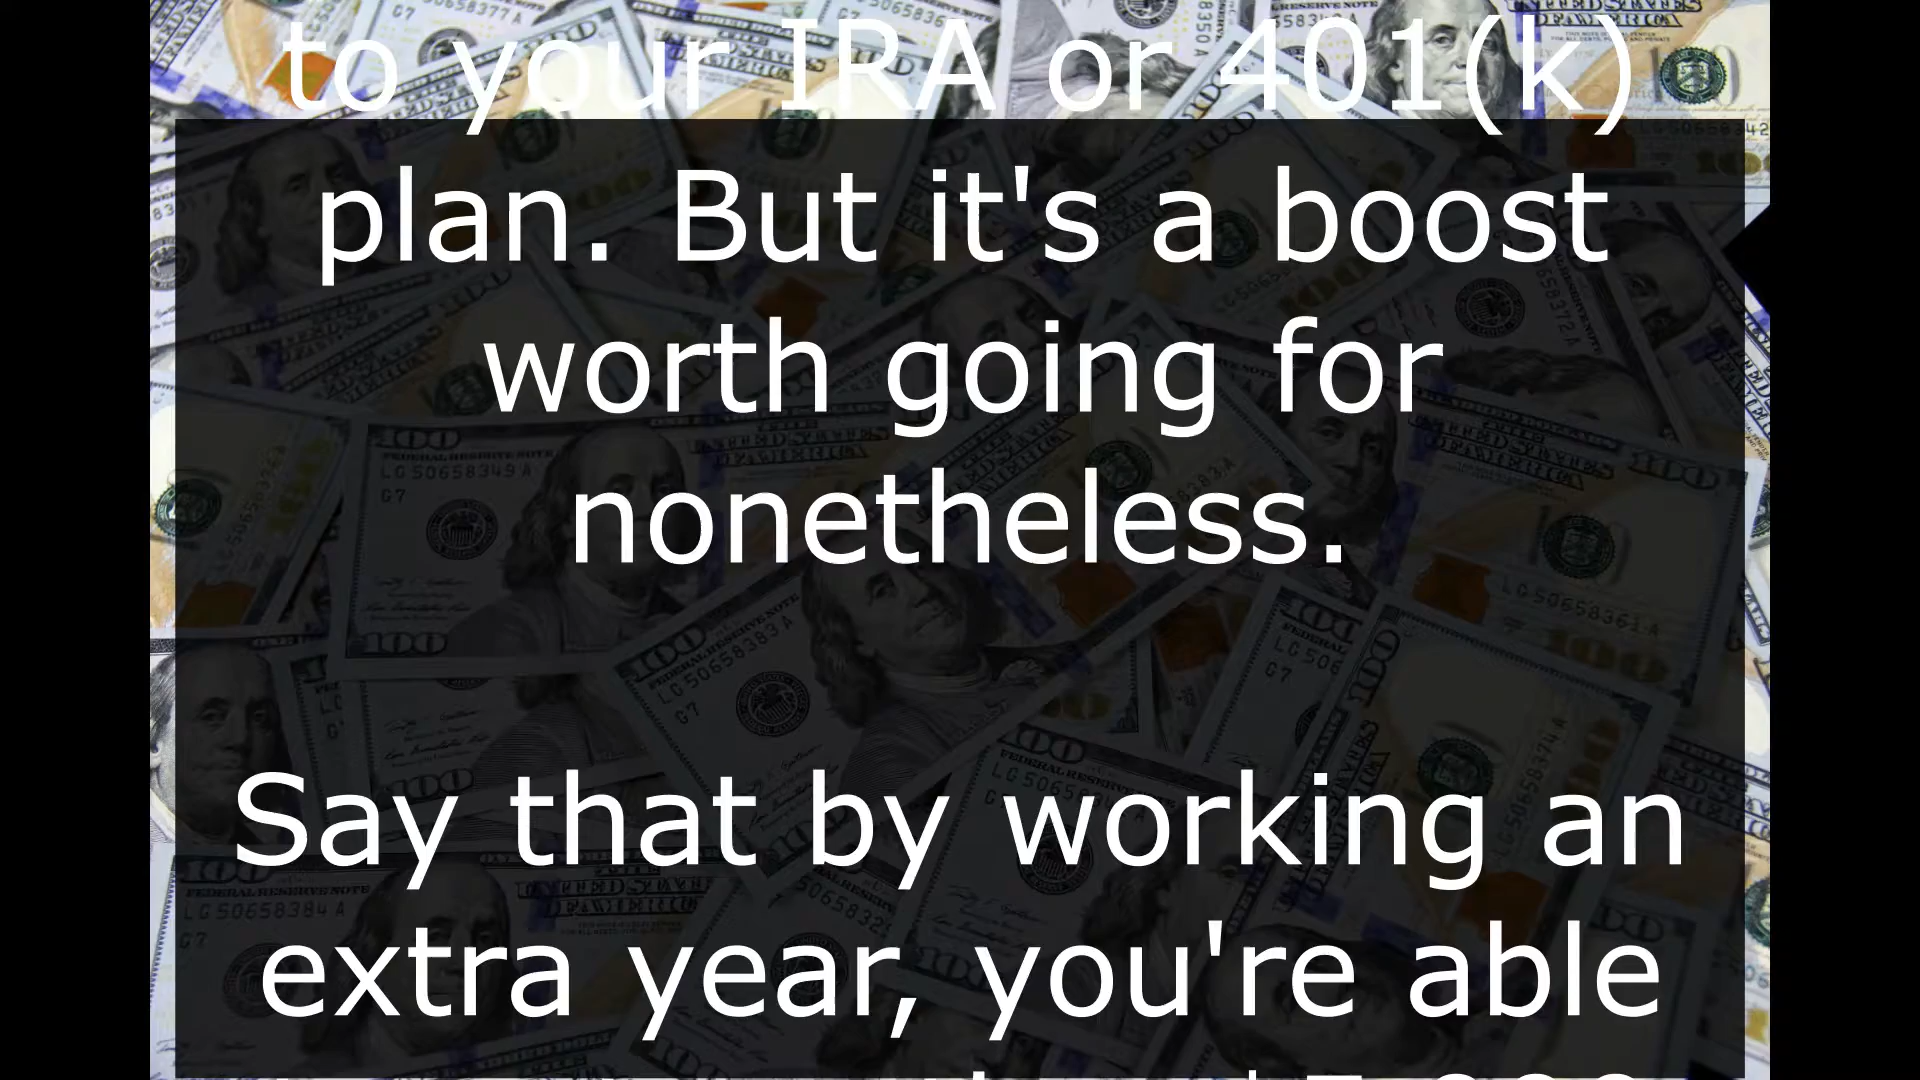 to your IRA or 401(k)
plan. But it's a boost
worth going for
nonetheless.
Say that by working an
extra year, you're able